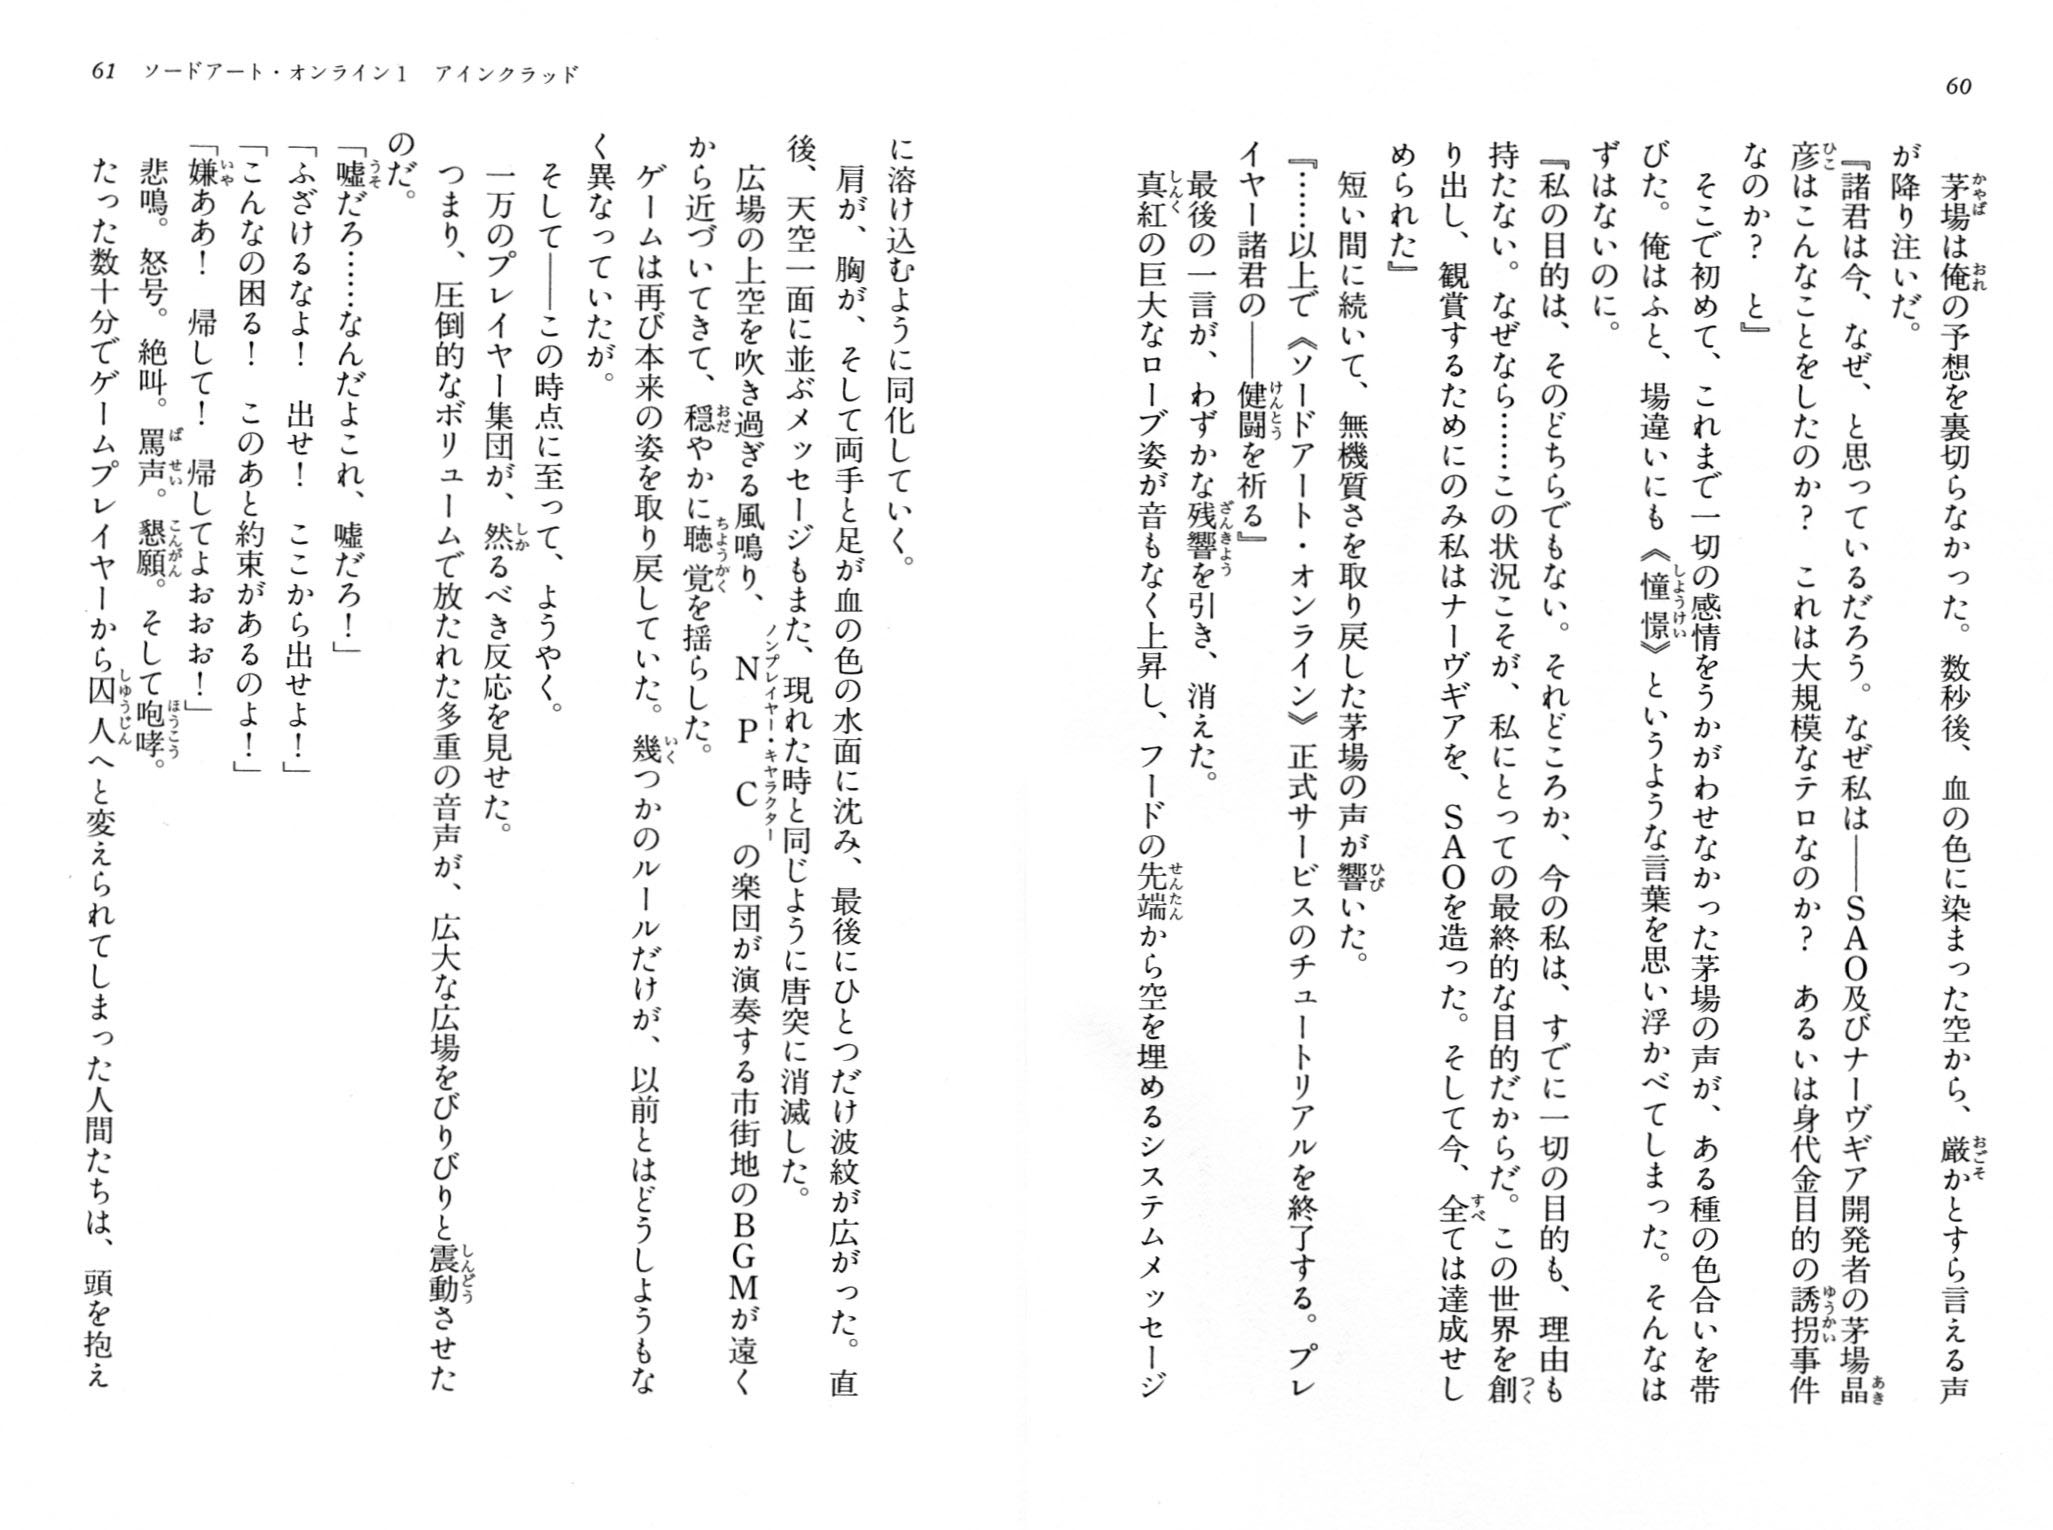 60
茅場は俺の予想を裏切らなかった。数秒後、血の色に染まった空から、厳かとすら言える声
が降り注いだ。
『諸君は今、なぜ、と思っているだろう。なぜ私は――SAO及びナーヴギア開発者の茅場晶
彦はこんなことをしたのか？　これは大規模なテロなのか？　あるいは身代金目的の誘拐事件
なのか？　と』
そこで初めて、これまで一切の感情をうかがわせなかった茅場の声が、ある種の色合いを帯
びた。俺はふと、場違いにも《憧憬》というような言葉を思い浮かべてしまった。そんなは
ずはないのに。
『私の目的は、そのどちらでもない。それどころか、今の私は、すでに一切の目的も、理由も
持たない。なぜなら……この状況こそが、私にとっての最終的な目的だからだ。この世界を創
り出し、観賞するためにのみ私はナーヴギアを、SAOを造った。そして今、全ては達成せし
められた』
短い間に続いて、無機質さを取り戻した茅場の声が響いた。
『……以上で《ソードアート・オンライン》正式サービスのチュートリアルを終了する。プレ
イヤー諸君の――健闘を祈る』
最後の一言が、わずかな残響を引き、消えた。
真紅の巨大なローブ姿が音もなく上昇し、フードの先端から空を埋めるシステムメッセージ
61　ソードアート・オンライン1　アインクラッド
に溶け込むように同化していく。
肩が、胸が、そして両手と足が血の色の水面に沈み、最後にひとつだけ波紋が広がった。直
後、天空一面に並ぶメッセージもまた、現れた時と同じように唐突に消滅した。
広場の上空を吹き過ぎる風鳴り、NPCの楽団が演奏する市街地のBGMが遠く
から近づいてきて、穏やかに聴覚を揺らした。
ゲームは再び本来の姿を取り戻していた。幾つかのルールだけが、以前とはどうしようもな
く異なっていたが。
そして――この時点に至って、ようやく。
一万のプレイヤー集団が、然るべき反応を見せた。
つまり、圧倒的なボリュームで放たれた多重の音声が、広大な広場をびりびりと震動させた
のだ。
「嘘だろ……なんだよこれ、嘘だろ！」
「ふざけるなよ！　出せ！　ここから出せよ！」
「こんなの困る！　このあと約束があるのよ！」
「嫌ああ！　帰して！　帰してよおおお！」
悲鳴。怒号。絶叫。罵声。懇願。そして咆哮。
たった数十分でゲームプレイヤーから囚人へと変えられてしまった人間たちは、頭を抱え